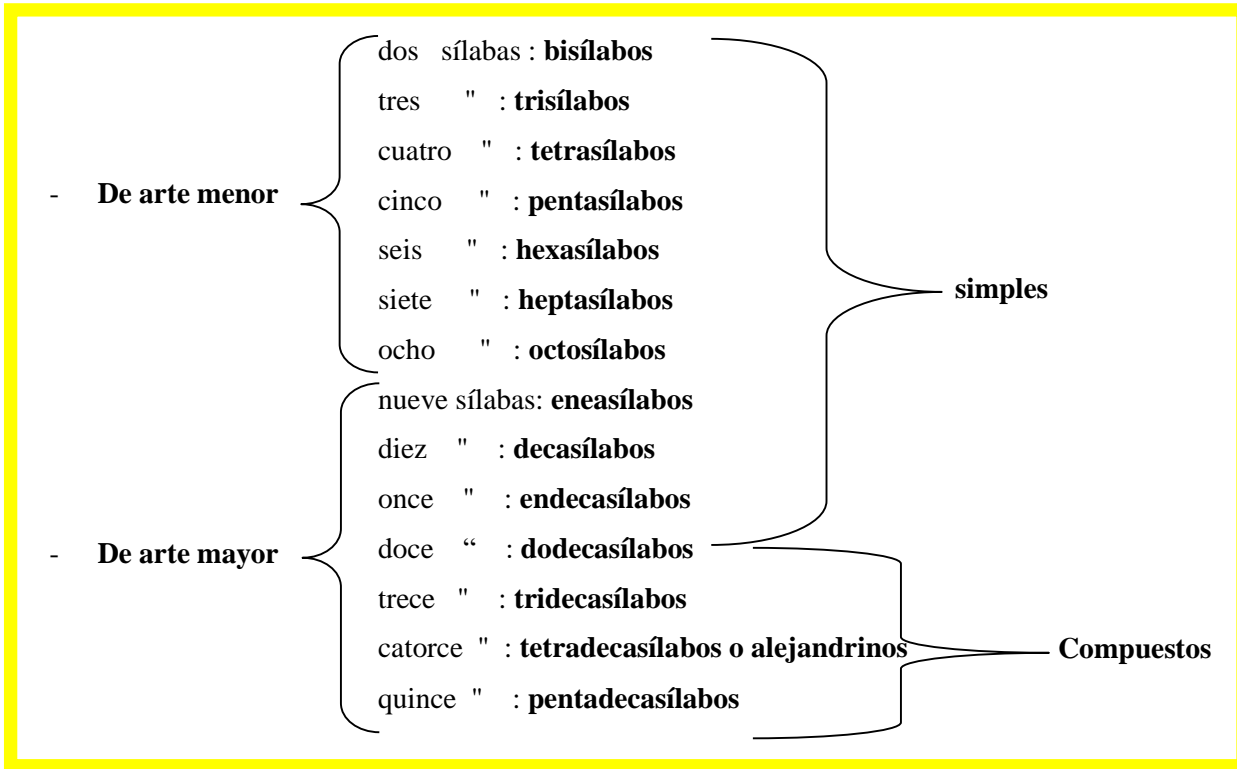 dos sílabas : bisílabos
tres " : trisílabos
cuatro " : tetrasílabos
- De arte menor
cinco " : pentasílabos
seis " : hexasílabos
siete " : heptasílabos
simples
ocho " : octosílabos
nueve sílabas: eneasílabos
diez " : decasílabos
once " : endecasílabos
- De arte mayor
doce “ : dodecasílabos
trece " : tridecasílabos
catorce " : tetradecasílabos o alejandrinos
Compuestos
quince " : pentadecasílabos